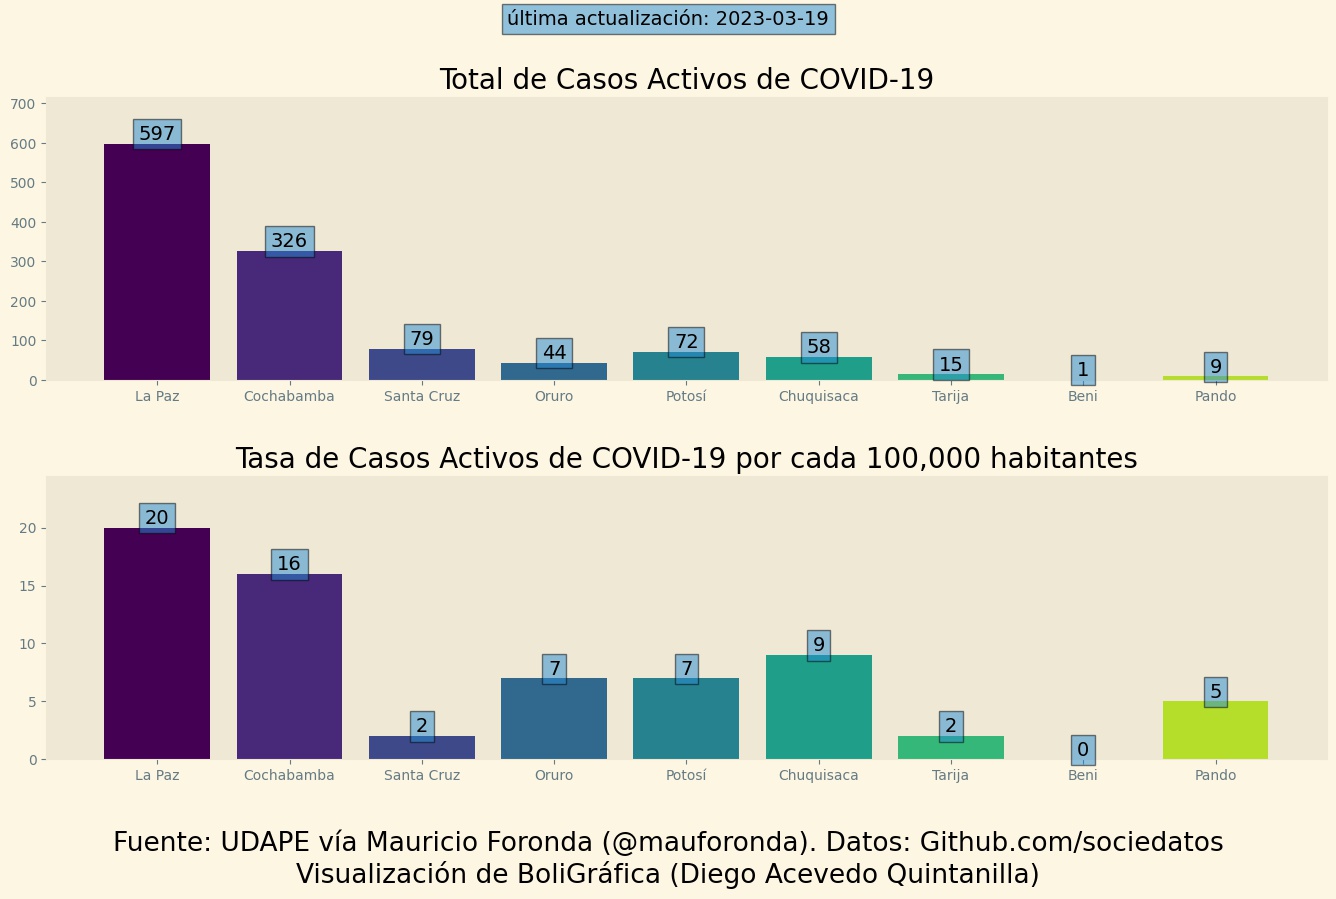 última actualización: 2023-03-19
Total de Casos Activos de COVID-19
700
600
500
400
300
200
100
0
597
326
79
44
72
58
15
1
9
La Paz
Cochabamba
Santa Cruz
Oruro
Potosí
Chuquisaca
Tarija
Beni
Pando
Tasa de Casos Activos de COVID-19 por cada 100,000 habitantes
20
15
10
5
0
20
16
2
7
7
9
2
0
5
La Paz
Cochabamba
Santa Cruz
Oruro
Potosí
Chuquisaca
Tarija
Beni
Pando
Fuente: UDAPE vía Mauricio Foronda (@mauforonda). Datos: Github.com/sociedatos
Visualización de BoliGráfica (Diego Acevedo Quintanilla)